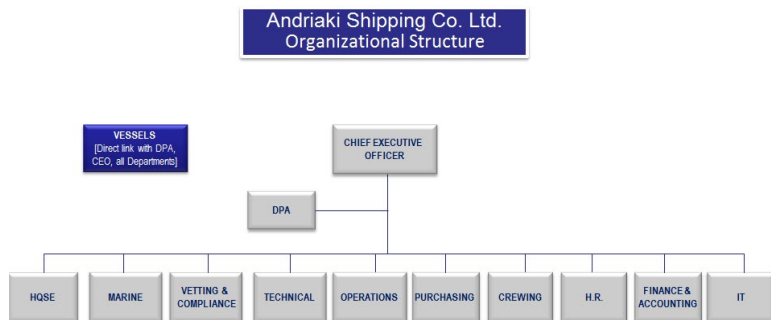 Andriaki Shipping Co. Ltd.
Organizational Structure
VESSELS
[Direct link with DPA,
CEO, all Departments]
CHIEF EXECUTIVE
OFFICER
DPA
HQSE
MARINE
VETTING &
COMPLIANCE
TECHNICAL
OPERATIONS
PURCHASING
CREWING
H.R.
FINANCE &
ACCOUNTING
IT